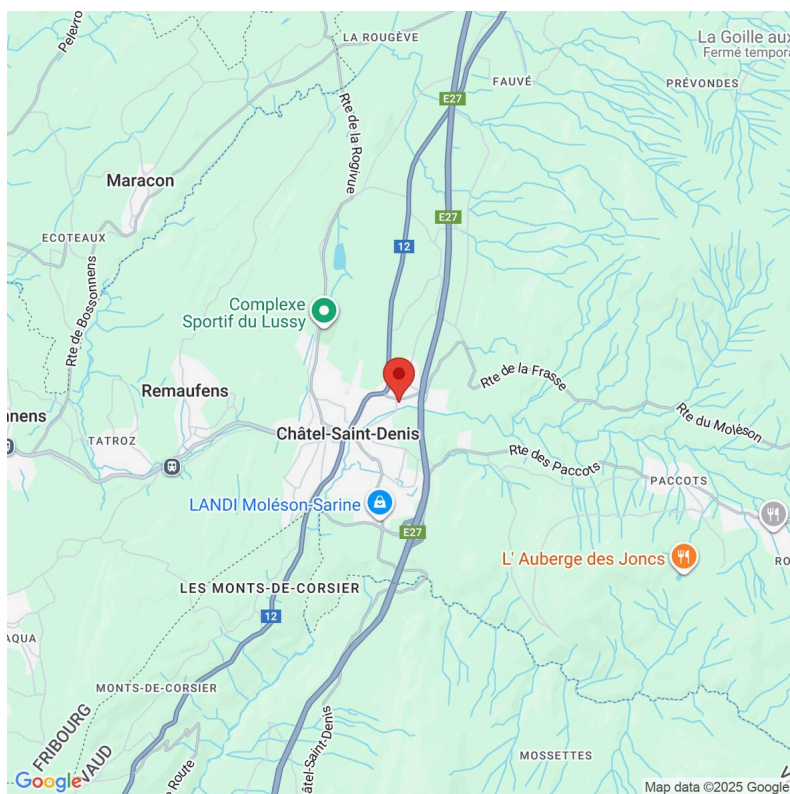 LA ROUGÈVE
La Goille aux
Fermé tempora
Pelevro
FAUVÉ
PRÉVONDES
E27
Rte de la Rogivue
Maracon
E27
ECOTEAUX
12
Complexe
Sportif du Lussy
Rte de Bossonnens
Rte de la Frasse
Remaufens
Rte du Moléson
nnens
TATROZ
Châtel-Saint-Denis
Rte des Paccots
PACCOTS
LANDI Moléson-Sarine
E27
L' Auberge des Joncs
RO
LES MONTS-DE-CORSIER
12
AQUA
MONTS-DE-CORSIER
FRIBOURG
VAUD
Route
âtel-Saint-Denis
MOSSETTES
Google
Map data ©2025 Google